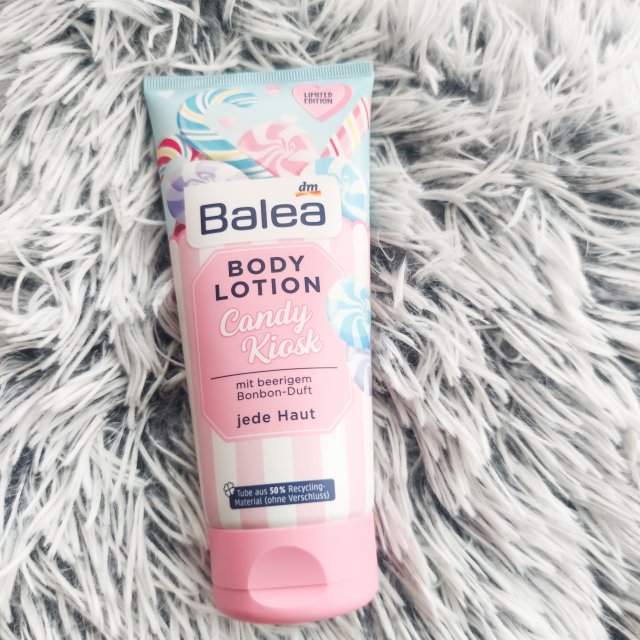 LIMITED
EDITION
dm
Balea
BODY
LOTION
Candy
Kiosk
mit beerigem
Bonbon-Duft
jede Haut
Tube aus 50% Recycling-
Material (ohne Verschluss)